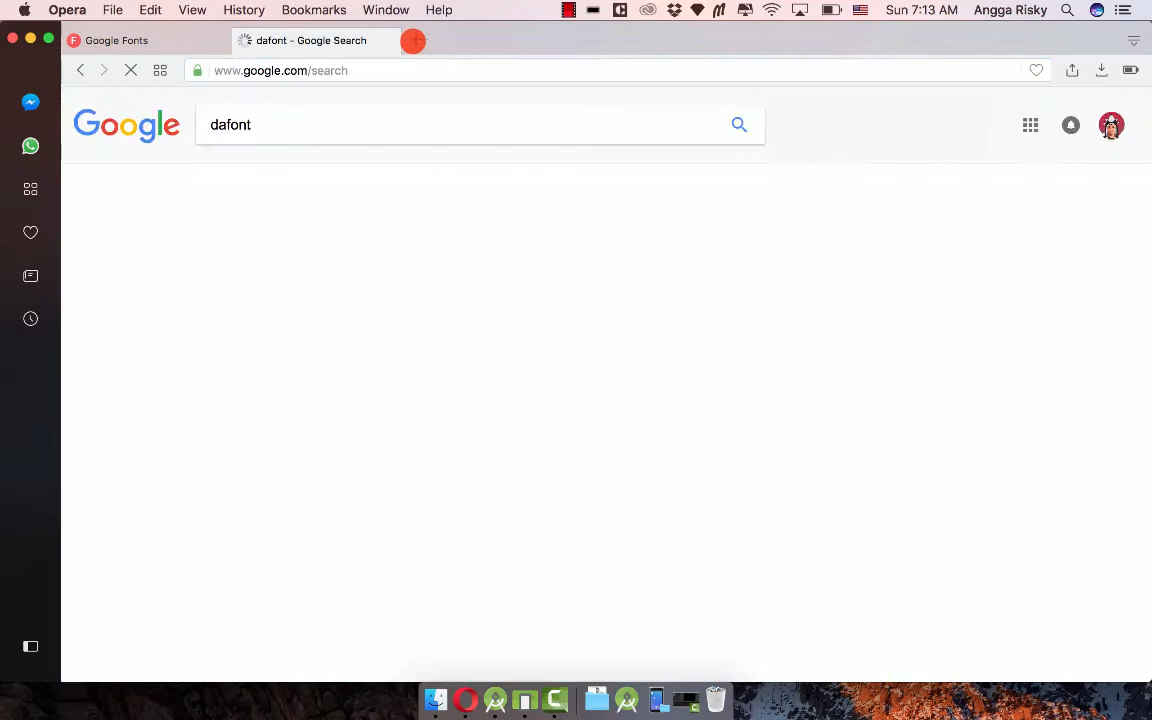 Opera File Edit View History Bookmarks Window Help Sun 7:13 AM Angga Risky
Google Fonts dafont - Google Search
www.google.com/search
Google dafont